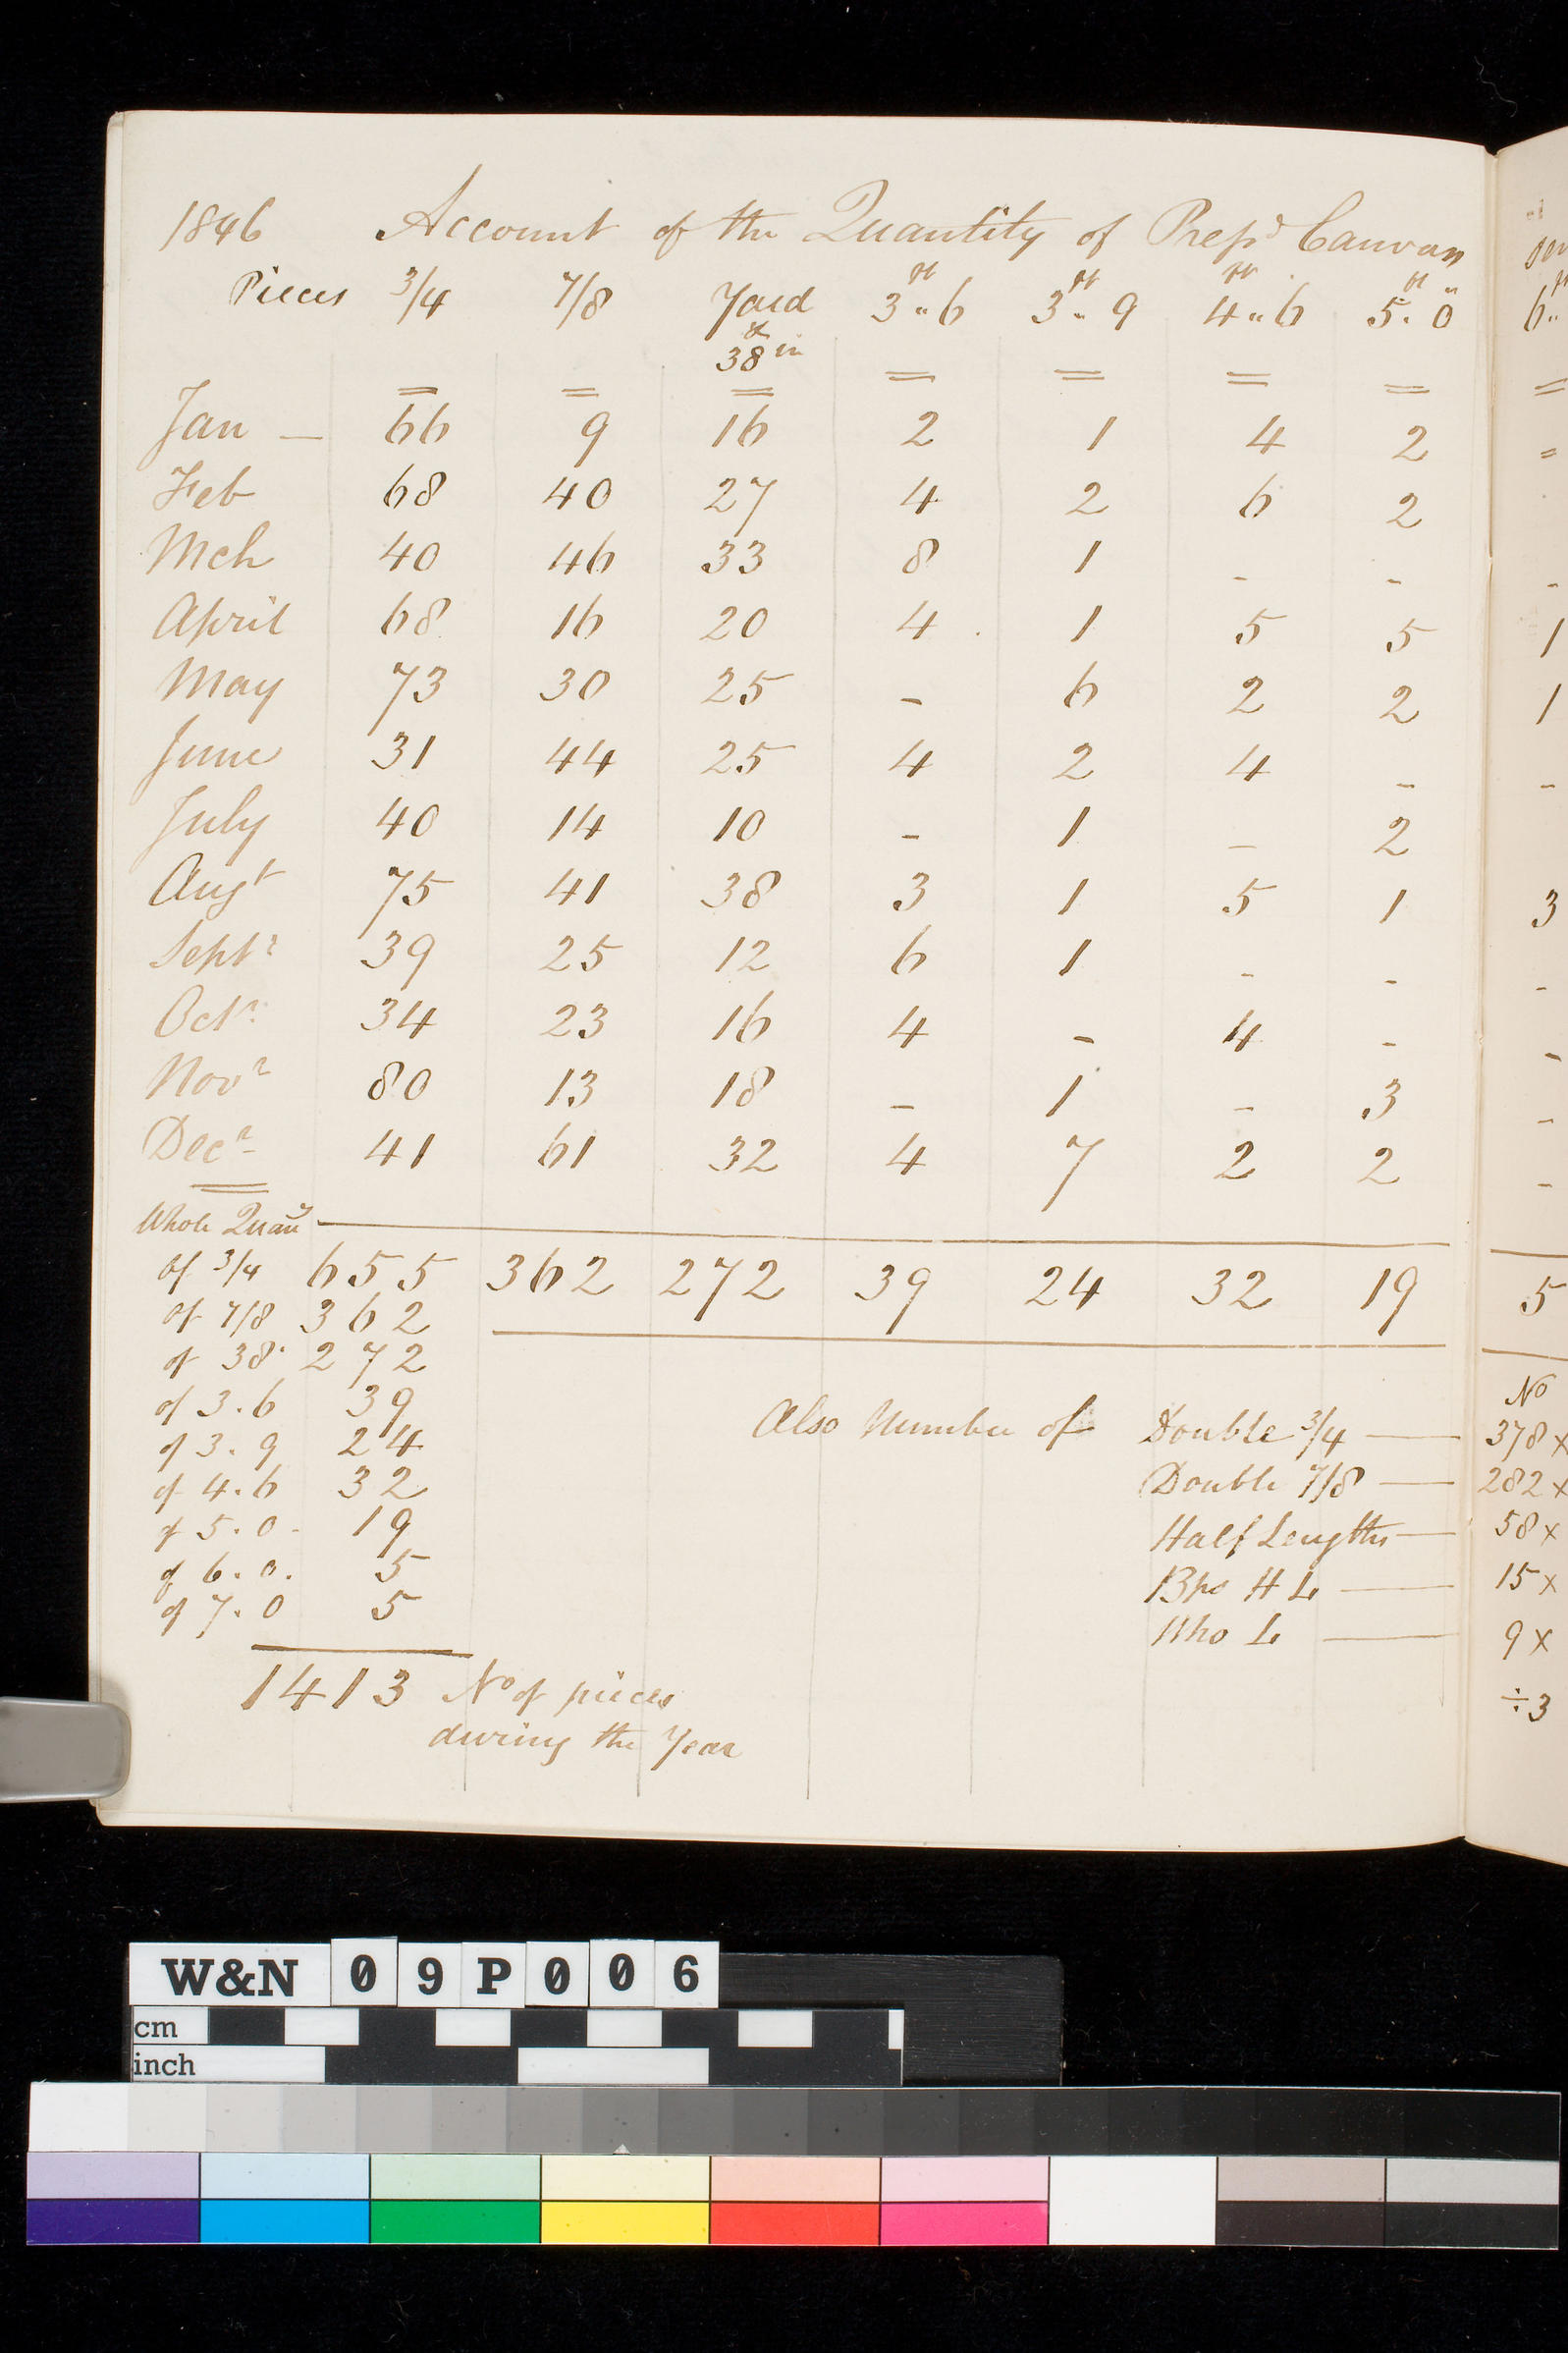 1846 Account of the Quantity of Prepd Canvass
Pieces 3/4 7/8 Yard & 38 in 3 ft " 6 3 ft " 9 4 ft " 6 5 ft . 0 " 6 ft "
Jan — 66 9 16 2 1 4 2 =
Feb 68 40 27 4 2 6 2
Mch 40 46 33 8 1 - - -
April 68 16 20 4 1 5 5 1
May 73 30 25 - 6 2 2 1
June 31 44 25 4 2 4 - -
July 40 14 10 - 1 - 2
Augt 75 41 38 3 1 5 1 3
Septr 39 25 12 6 1 - - -
Octr 34 23 16 4 - 4 - -
Novr 80 13 18 - 1 - 3 -
Decr 41 61 32 4 7 2 2 -
Whole Quany
Of 3/4 655 362 272 39 24 32 19 5
Of 7/8 362
of 38. 272
of 3.6 39
of 3.9 24
of 4.6 32
of 5.0 19
of 6.0. 5
of 7.0 5
1413 No of pieces
during the Year
Also Number of No
Double 3/4 — 378 x
Double 7/8 — 282 x
Half Lengths — 58 x
Bps H L — 15 x
Who L — 9 x
÷3
W&N 09P006
cm
inch